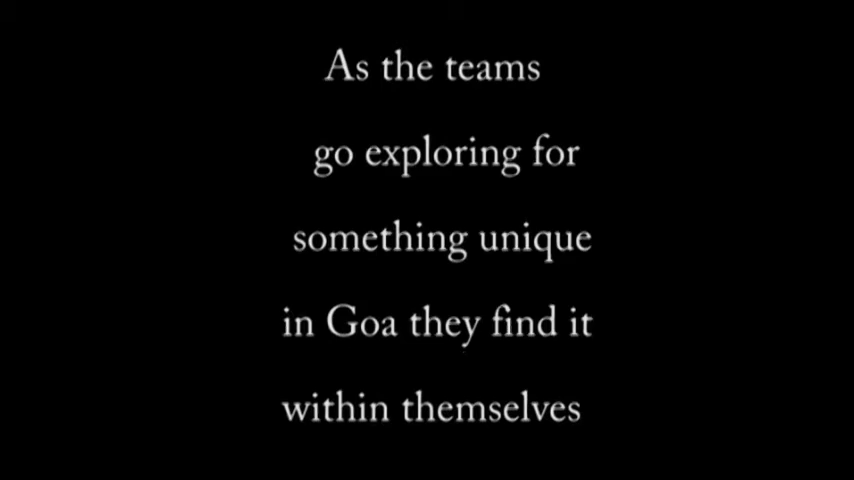 As the teams
go exploring for
something unique
in Goa they find it
within themselves